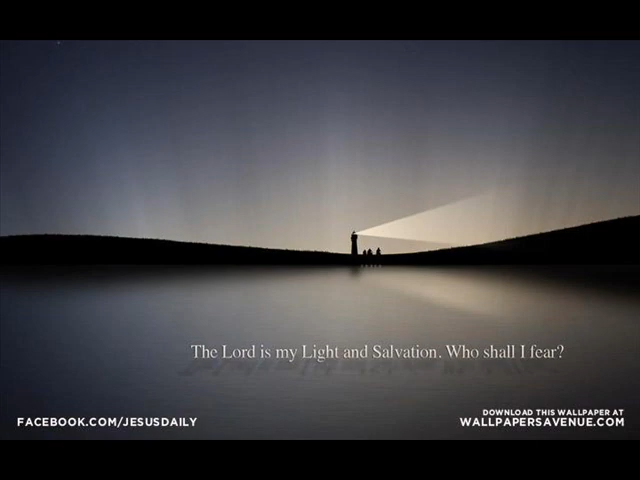 The Lord is my Light and Salvation. Who shall I fear?
FACEBOOK.COM/JESUSDAILY
DOWNLOAD THIS WALLPAPER AT
WALLPAPERSAVENUE.COM